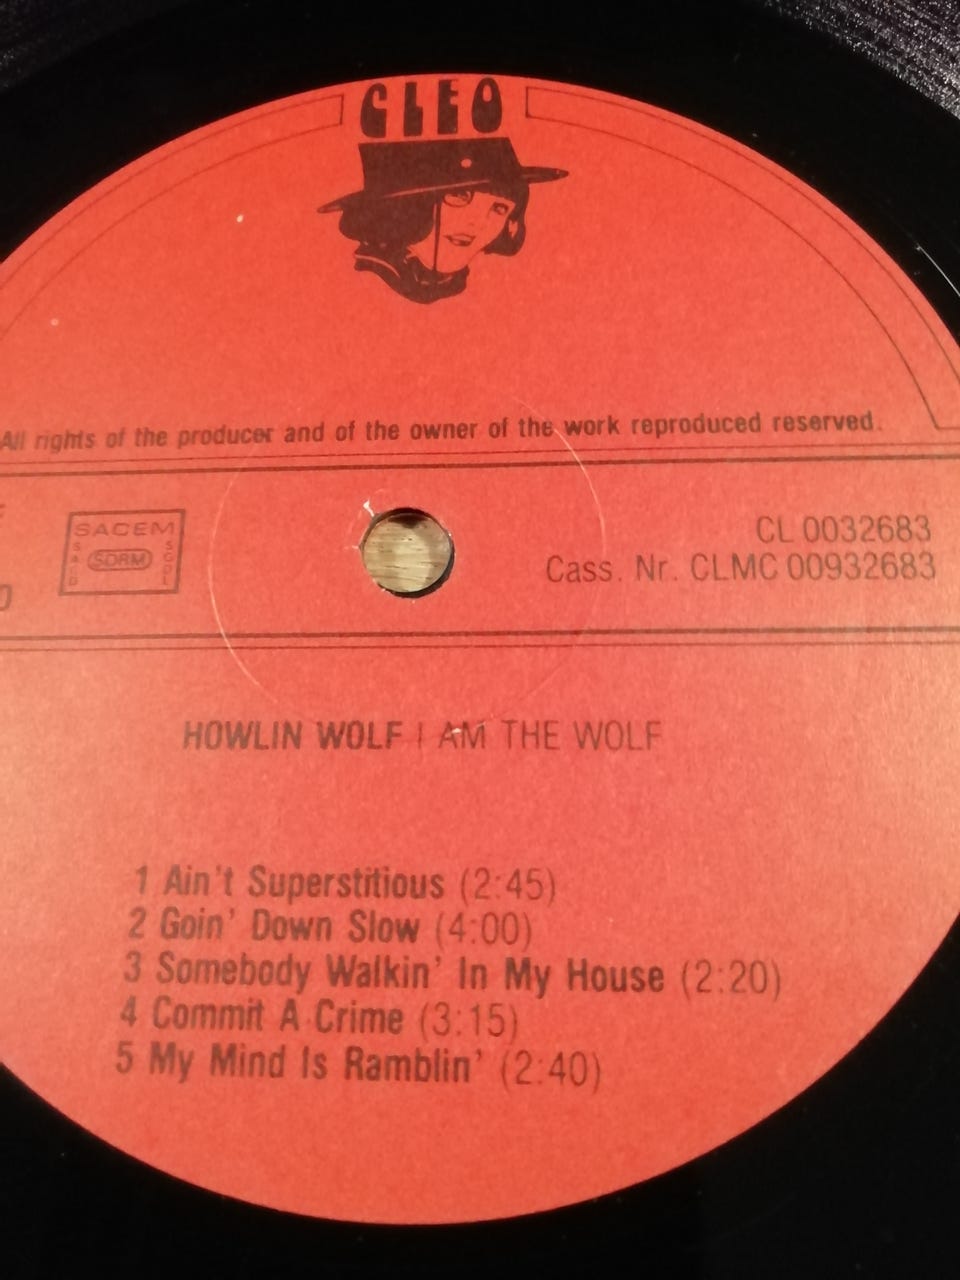 CLEO
All rights of the producer and of the owner of the work reproduced reserved.
SACEM
SACD
SDRM
SGDL
CL 0032683
Cass. Nr. CLMC 00932683
HOWLIN WOLF I AM THE WOLF
1 Ain't Superstitious (2:45)
2 Goin' Down Slow (4:00)
3 Somebody Walkin' In My House (2:20)
4 Commit A Crime (3:15)
5 My Mind Is Ramblin' (2:40)